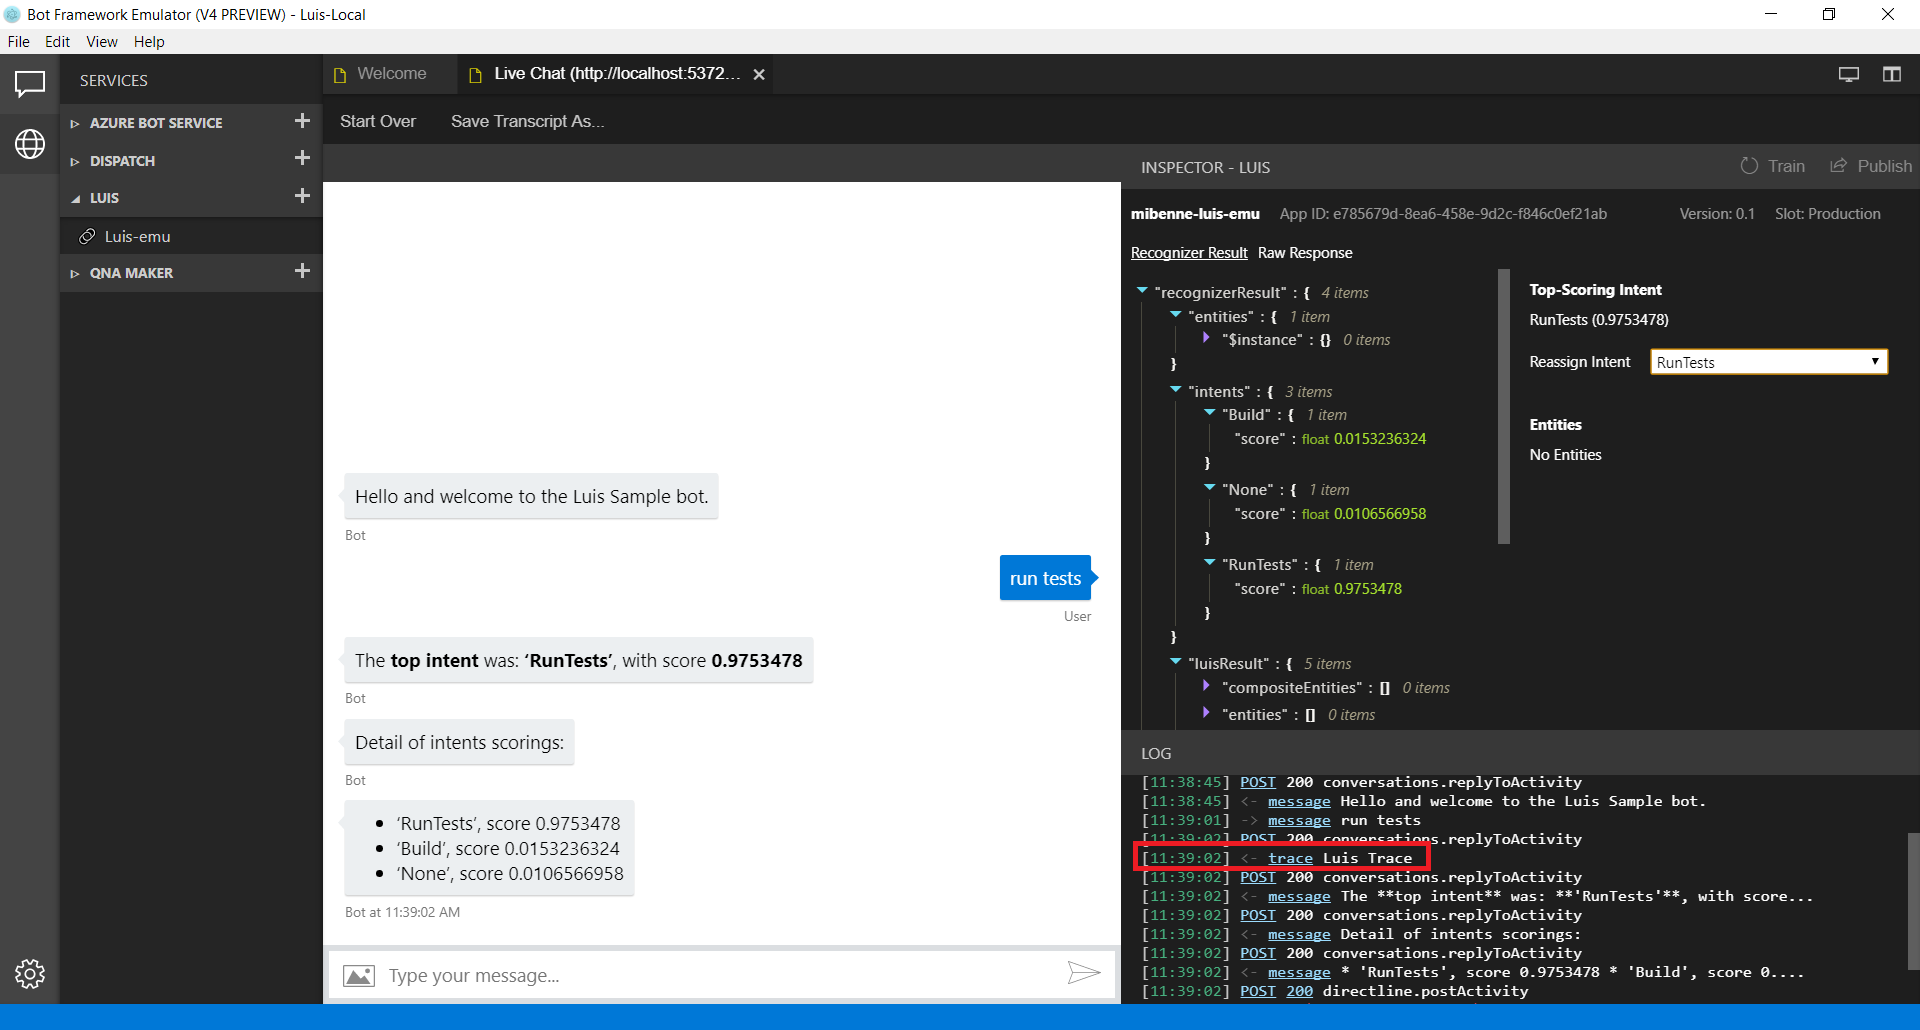 Bot Framework Emulator (V4 PREVIEW) - Luis-Local
File Edit View Help
SERVICES
AZURE BOT SERVICE
DISPATCH
LUIS
Luis-emu
QNA MAKER
Welcome
Live Chat (http://localhost:5372...
Start Over Save Transcript As...
Hello and welcome to the Luis Sample bot.
Bot
run tests
User
The top intent was: ‘RunTests’, with score 0.9753478
Bot
Detail of intents scorings:
Bot
• ‘RunTests’, score 0.9753478
• ‘Build’, score 0.0153236324
• ‘None’, score 0.0106566958
Bot at 11:39:02 AM
Type your message...
INSPECTOR - LUIS
Train Publish
mibenne-luis-emu App ID: e785679d-8ea6-458e-9d2c-f846c0ef21ab Version: 0.1 Slot: Production
Recognizer Result Raw Response
"recognizerResult" : { 4 items
"entities" : { 1 item
"$instance" : {} 0 items
}
"intents" : { 3 items
"Build" : { 1 item
"score" : float 0.0153236324
}
"None" : { 1 item
"score" : float 0.0106566958
}
"RunTests" : { 1 item
"score" : float 0.9753478
}
}
"luisResult" : { 5 items
"compositeEntities" : [] 0 items
"entities" : [] 0 items
Top-Scoring Intent
RunTests (0.9753478)
Reassign Intent RunTests
Entities
No Entities
LOG
[11:38:45] POST 200 conversations.replyToActivity
[11:38:45] <- message Hello and welcome to the Luis Sample bot.
[11:39:01] -> message run tests
[11:39:02] POST 200 conversations.replyToActivity
[11:39:02] <- trace Luis Trace
[11:39:02] POST 200 conversations.replyToActivity
[11:39:02] <- message The **top intent** was: **'RunTests'**, with score...
[11:39:02] POST 200 conversations.replyToActivity
[11:39:02] <- message Detail of intents scorings:
[11:39:02] POST 200 conversations.replyToActivity
[11:39:02] <- message * 'RunTests', score 0.9753478 * 'Build', score 0....
[11:39:02] POST 200 directline.postActivity